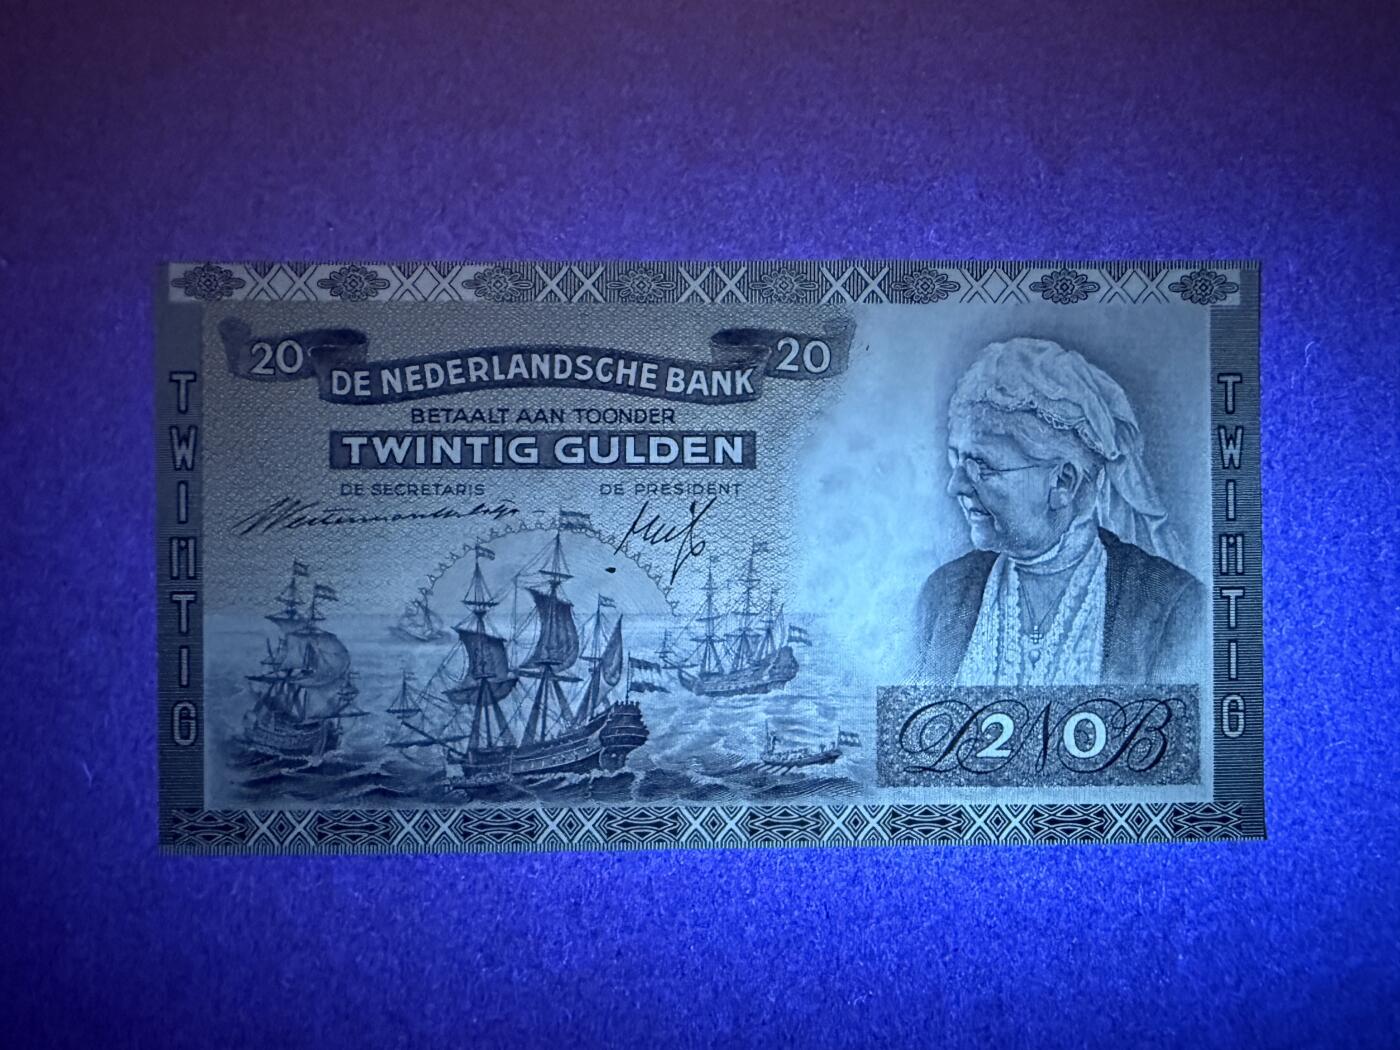 20 20
DE NEDERLANDSCHE BANK
BETAALT AAN TOONDER
TWINTIG GULDEN
DE SECRETARIS DE PRESIDENT
TWINTIG
TWINTIG
DNB
20